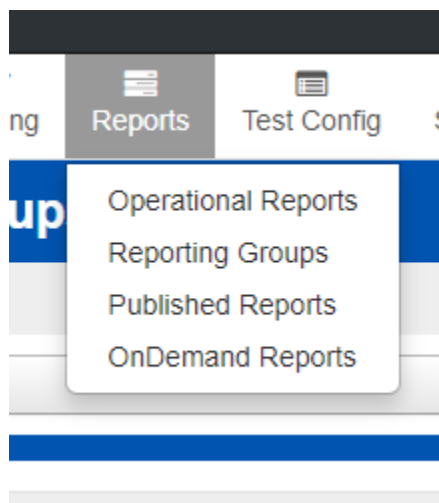 ng Reports Test Config
up
Operational Reports
Reporting Groups
Published Reports
OnDemand Reports